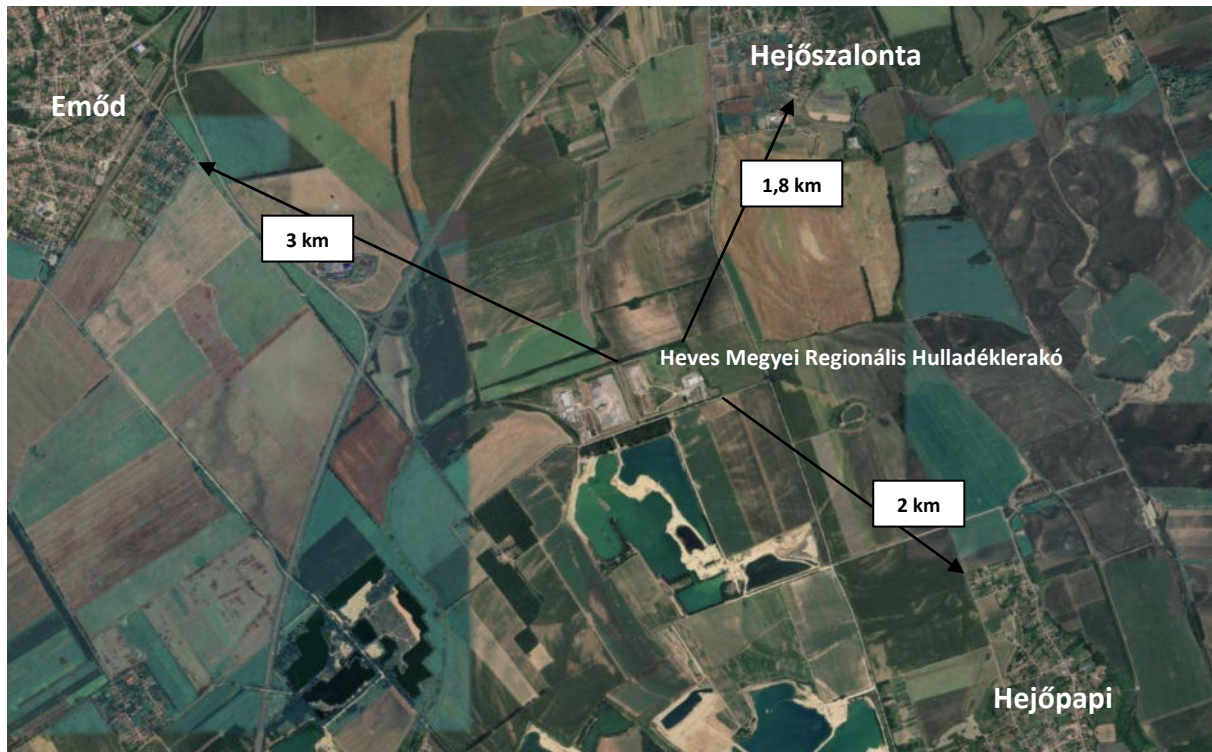 Hejőszalonta
Emőd
1,8 km
3 km
Heves Megyei Regionális Hulladéklerakó
2 km
Hejőpapi